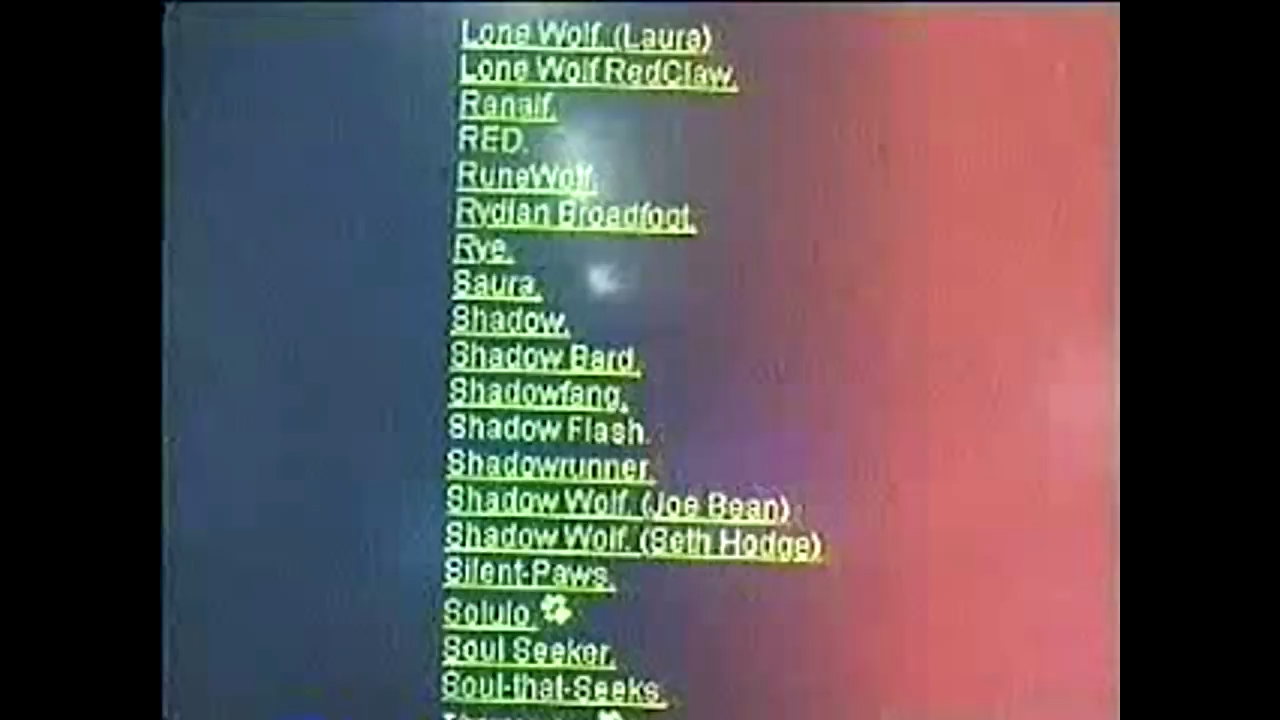 Lone Wolf. (Laura)
Lone Wolf RedClaw.
Ranalf.
RED.
RuneWolf.
Rydian Broadfoot.
Rye.
Saura.
Shadow.
Shadow Bard.
Shadowfang.
Shadow Flash.
Shadowrunner.
Shadow Wolf. (Joe Bean)
Shadow Wolf. (Beth Hodge)
Silent-Paws.
Solulo.
Soul Seeker.
Soul-that-Seeks.